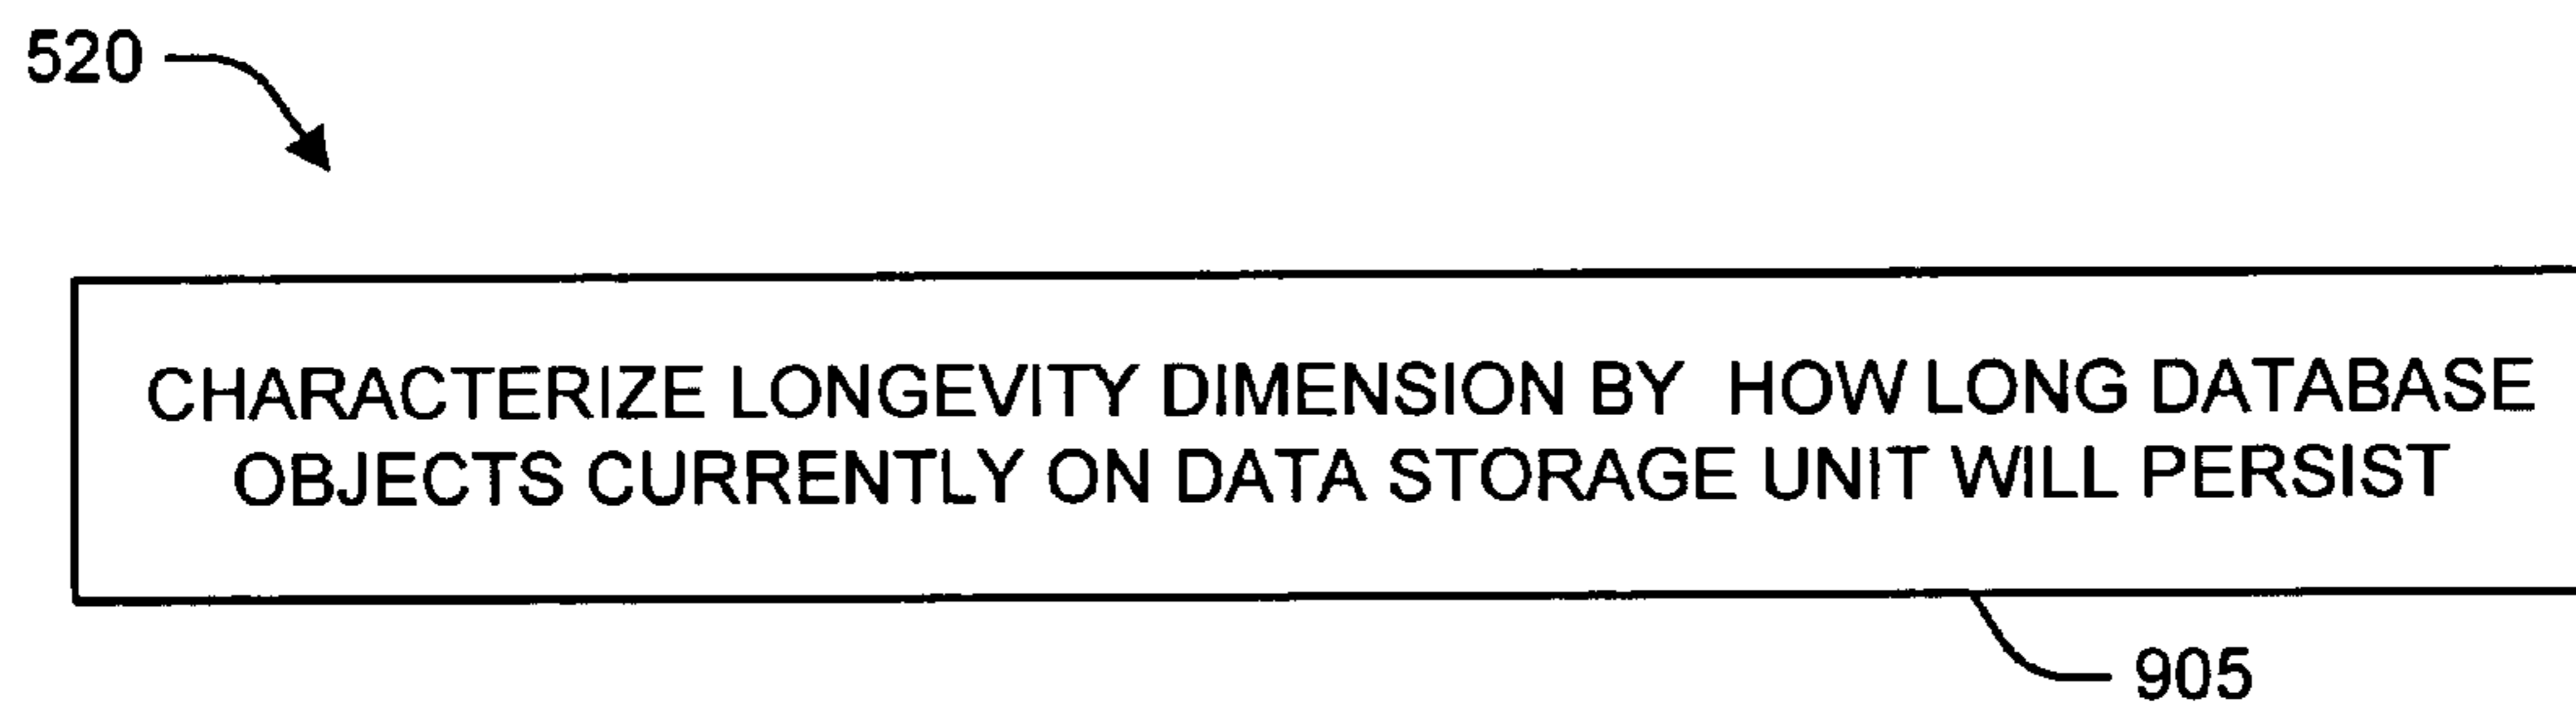 520
CHARACTERIZE LONGEVITY DIMENSION BY HOW LONG DATABASE
OBJECTS CURRENTLY ON DATA STORAGE UNIT WILL PERSIST
905